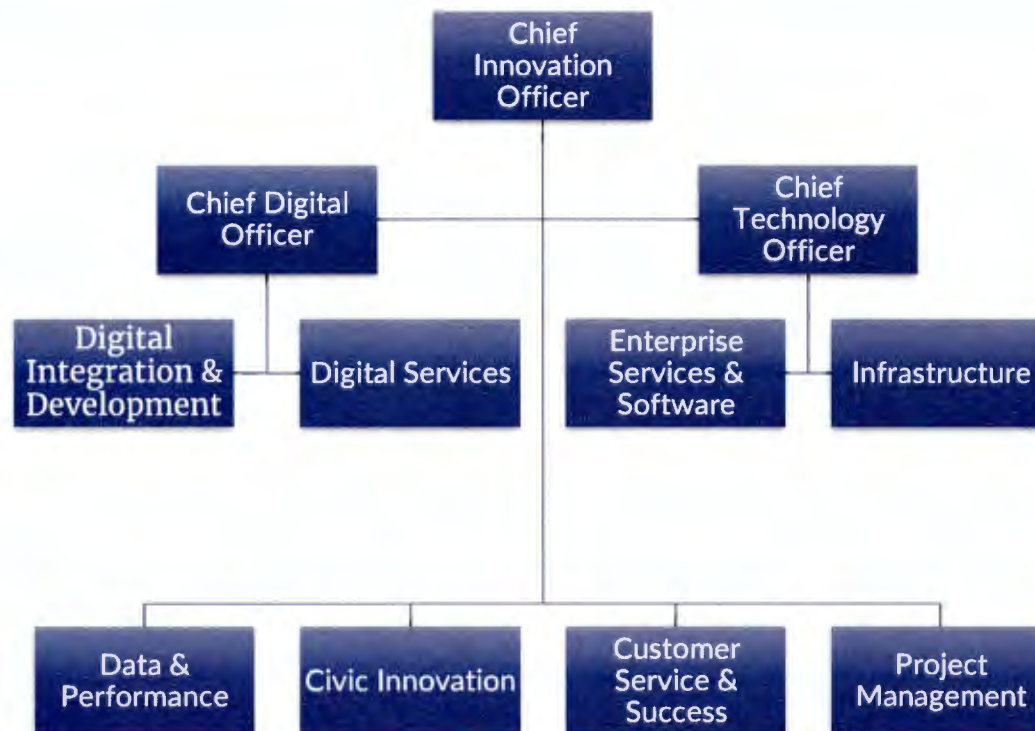 Chief
Innovation
Officer
Chief Digital
Officer
Chief
Technology
Officer
Digital
Integration &
Development
Digital Services
Enterprise
Services &
Software
Infrastructure
Data &
Performance
Civic Innovation
Customer
Service &
Success
Project
Management